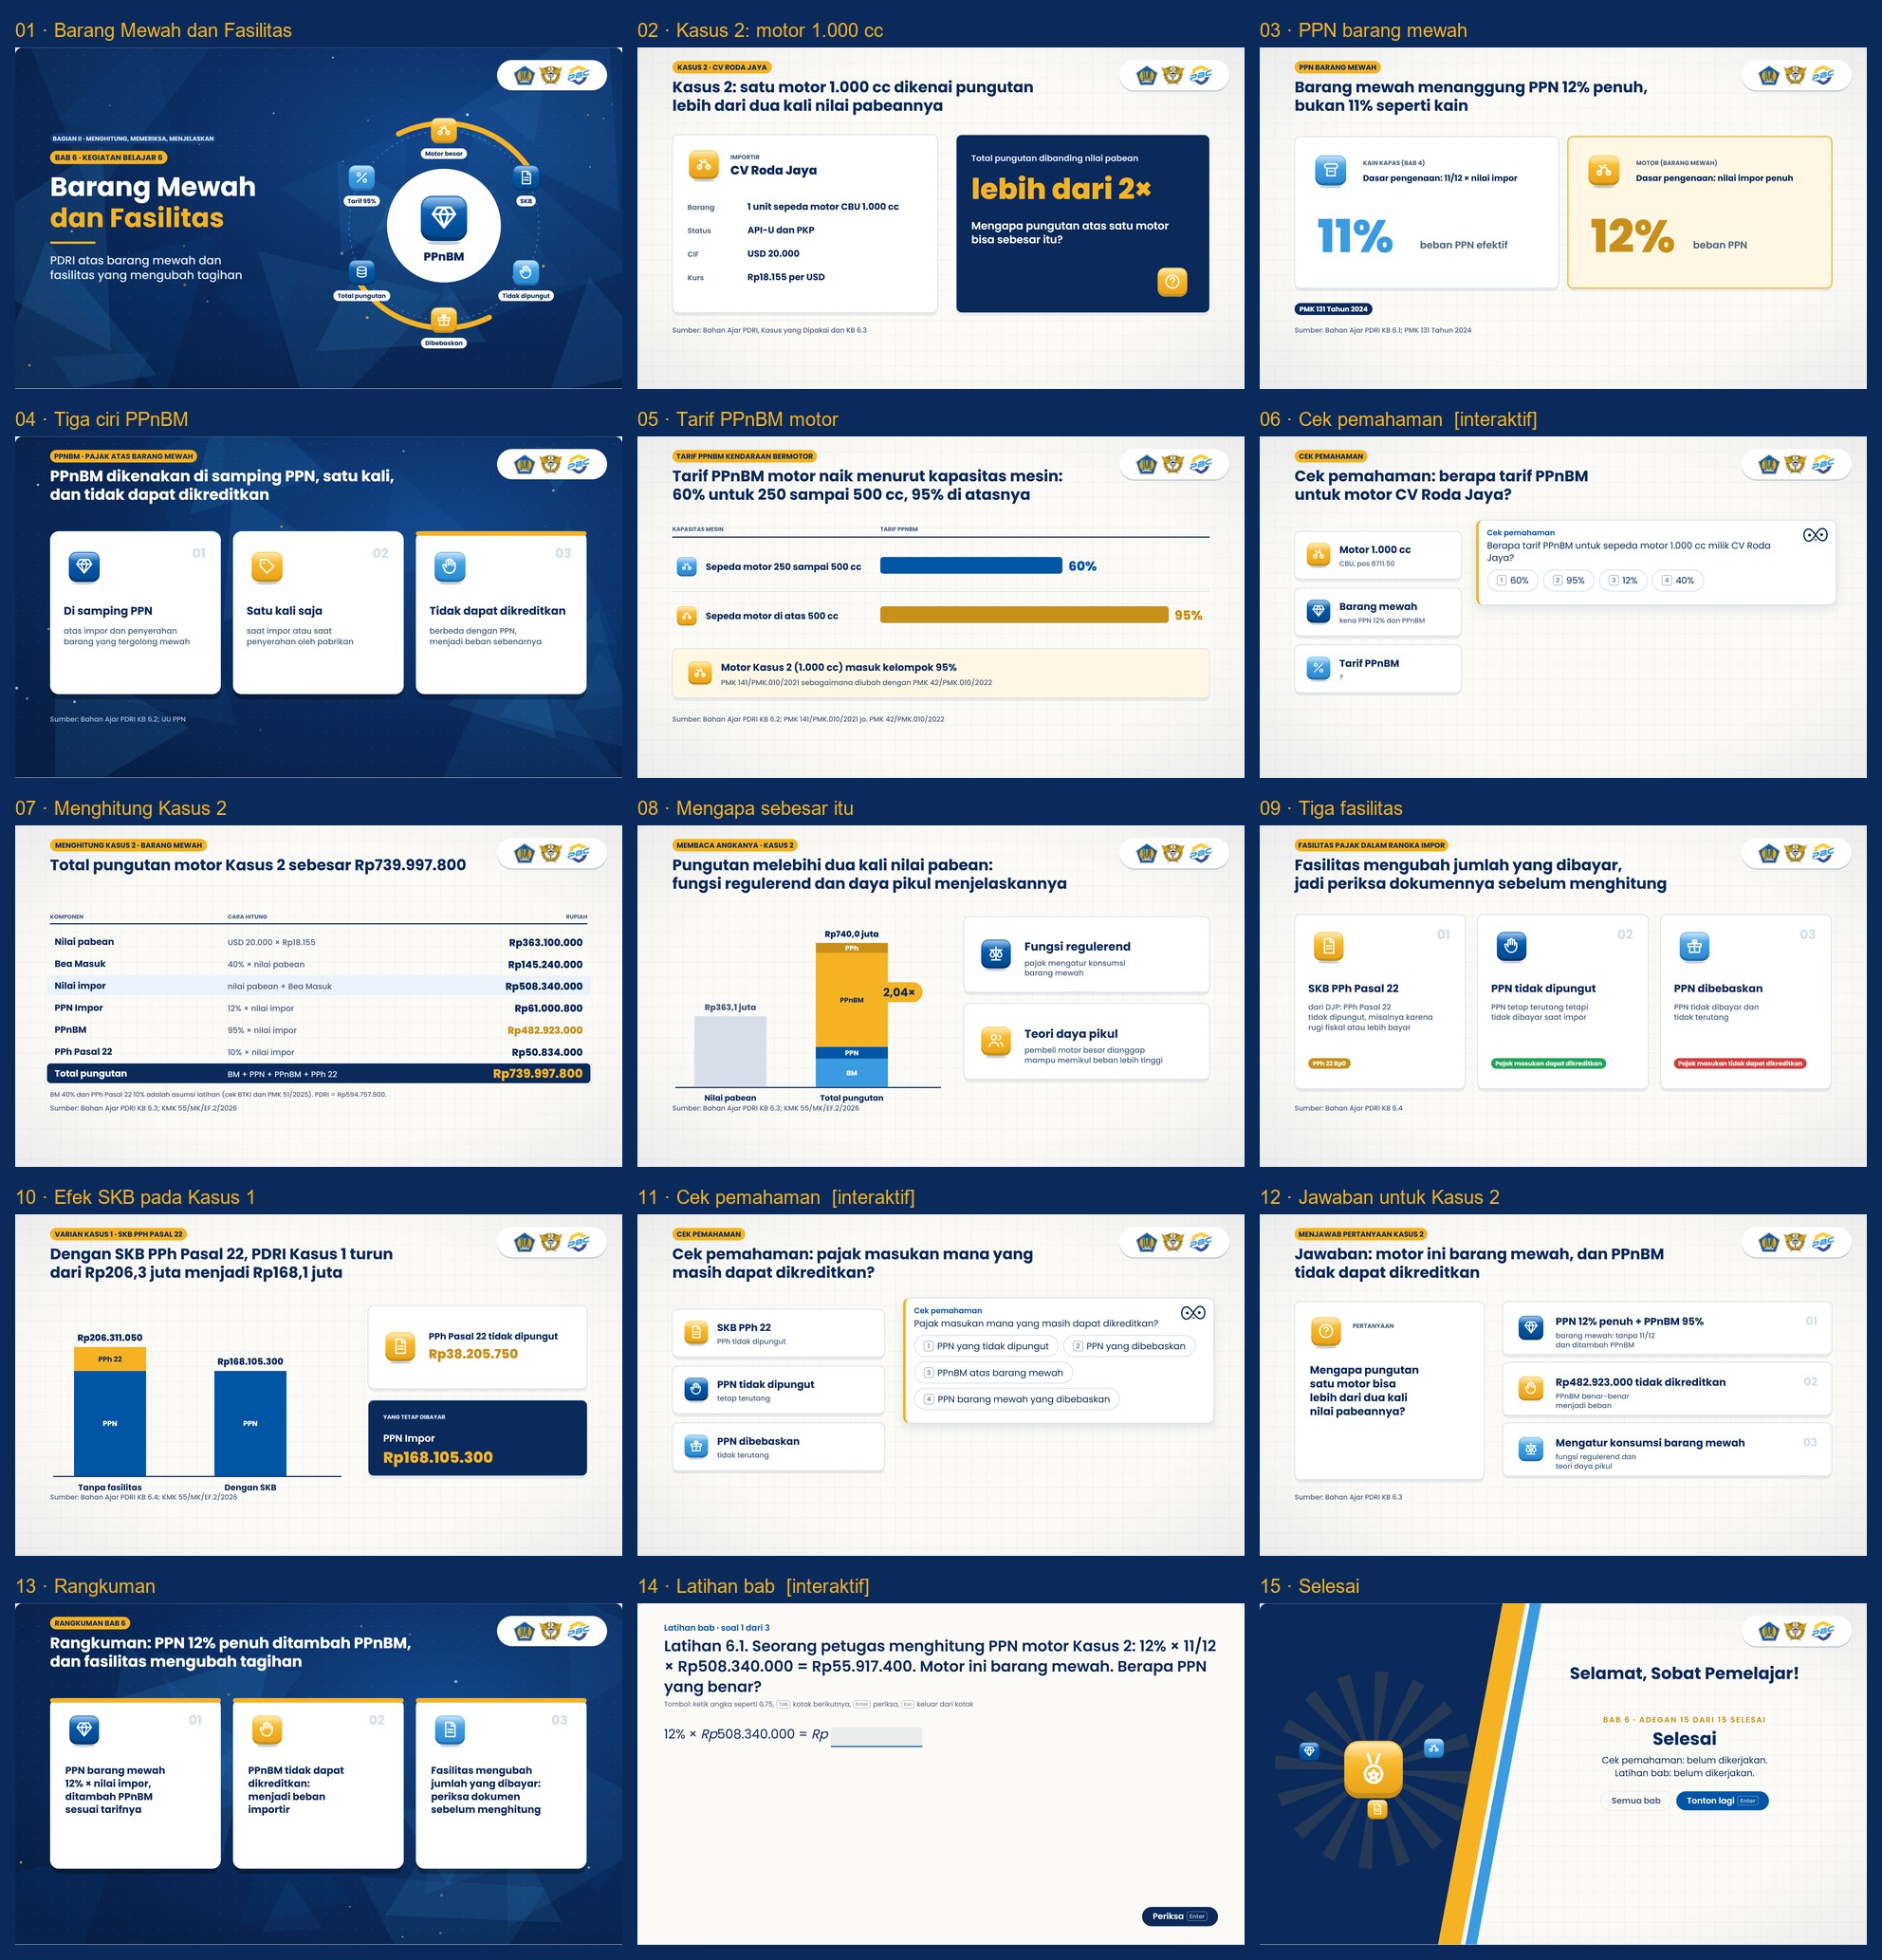 01 · Barang Mewah dan Fasilitas
BAGIAN II · MENGHITUNG, MEMERIKSA, MENJELASKAN
BAB 6 · KEGIATAN BELAJAR 6
Barang Mewah
dan Fasilitas
PDRI atas barang mewah dan
fasilitas yang mengubah tagihan
Motor besar
Tarif 95%
SKB
PPnBM
Total pungutan
Tidak dipungut
Dibebaskan
02 · Kasus 2: motor 1.000 cc
KASUS 2 · CV RODA JAYA
Kasus 2: satu motor 1.000 cc dikenai pungutan
lebih dari dua kali nilai pabeannya
IMPORTIR
CV Roda Jaya
Barang 1 unit sepeda motor CBU 1.000 cc
Status API-U dan PKP
CIF USD 20.000
Kurs Rp18.155 per USD
Total pungutan dibanding nilai pabean
lebih dari 2×
Mengapa pungutan atas satu motor
bisa sebesar itu?
Sumber: Bahan Ajar PDRI, Kasus yang Dipakai dan KB 6.3
03 · PPN barang mewah
PPN BARANG MEWAH
Barang mewah menanggung PPN 12% penuh,
bukan 11% seperti kain
KAIN KAPAS (BAB 4)
Dasar pengenaan: 11/12 × nilai impor
11% beban PPN efektif
MOTOR (BARANG MEWAH)
Dasar pengenaan: nilai impor penuh
12% beban PPN
PMK 131 Tahun 2024
Sumber: Bahan Ajar PDRI KB 6.1; PMK 131 Tahun 2024
04 · Tiga ciri PPnBM
PPNBM · PAJAK ATAS BARANG MEWAH
PPnBM dikenakan di samping PPN, satu kali,
dan tidak dapat dikreditkan
01
Di samping PPN
atas impor dan penyerahan
barang yang tergolong mewah
02
Satu kali saja
saat impor atau saat
penyerahan oleh pabrikan
03
Tidak dapat dikreditkan
berbeda dengan PPN,
menjadi beban sebenarnya
Sumber: Bahan Ajar PDRI KB 6.2; UU PPN
05 · Tarif PPnBM motor
TARIF PPNBM KENDARAAN BERMOTOR
Tarif PPnBM motor naik menurut kapasitas mesin:
60% untuk 250 sampai 500 cc, 95% di atasnya
KAPASITAS MESIN TARIF PPNBM
Sepeda motor 250 sampai 500 cc 60%
Sepeda motor di atas 500 cc 95%
Motor Kasus 2 (1.000 cc) masuk kelompok 95%
PMK 141/PMK.010/2021 sebagaimana diubah dengan PMK 42/PMK.010/2022
Sumber: Bahan Ajar PDRI KB 6.2; PMK 141/PMK.010/2021 jo. PMK 42/PMK.010/2022
06 · Cek pemahaman [interaktif]
CEK PEMAHAMAN
Cek pemahaman: berapa tarif PPnBM
untuk motor CV Roda Jaya?
Motor 1.000 cc
CBU, pos 8711.50
Barang mewah
kena PPN 12% dan PPnBM
Tarif PPnBM
?
Cek pemahaman
Berapa tarif PPnBM untuk sepeda motor 1.000 cc milik CV Roda
Jaya?
1 60% 2 95% 3 12% 4 40%
07 · Menghitung Kasus 2
MENGHITUNG KASUS 2 · BARANG MEWAH
Total pungutan motor Kasus 2 sebesar Rp739.997.800
KOMPONEN CARA HITUNG RUPIAH
Nilai pabean USD 20.000 × Rp18.155 Rp363.100.000
Bea Masuk 40% × nilai pabean Rp145.240.000
Nilai impor nilai pabean + Bea Masuk Rp508.340.000
PPN Impor 12% × nilai impor Rp61.000.800
PPnBM 95% × nilai impor Rp482.923.000
PPh Pasal 22 10% × nilai impor Rp50.834.000
Total pungutan BM + PPN + PPnBM + PPh 22 Rp739.997.800
BM 40% dan PPh Pasal 22 10% adalah asumsi latihan (cek BTKI dan PMK 51/2025). PDRI = Rp594.757.800.
Sumber: Bahan Ajar PDRI KB 6.3; KMK 55/MK/EF.2/2026
08 · Mengapa sebesar itu
MEMBACA ANGKANYA · KASUS 2
Pungutan melebihi dua kali nilai pabean:
fungsi regulerend dan daya pikul menjelaskannya
Rp740,0 juta
PPh
PPnBM
2,04×
Rp363,1 juta
PPN
BM
Nilai pabean Total pungutan
Fungsi regulerend
pajak mengatur konsumsi
barang mewah
Teori daya pikul
pembeli motor besar dianggap
mampu memikul beban lebih tinggi
Sumber: Bahan Ajar PDRI KB 6.3; KMK 55/MK/EF.2/2026
09 · Tiga fasilitas
FASILITAS PAJAK DALAM RANGKA IMPOR
Fasilitas mengubah jumlah yang dibayar,
jadi periksa dokumennya sebelum menghitung
01
SKB PPh Pasal 22
dari DJP: PPh Pasal 22
tidak dipungut, misalnya karena
rugi fiskal atau lebih bayar
PPh 22 Rp0
02
PPN tidak dipungut
PPN tetap terutang tetapi
tidak dibayar saat impor
Pajak masukan dapat dikreditkan
03
PPN dibebaskan
PPN tidak dibayar dan
tidak terutang
Pajak masukan tidak dapat dikreditkan
Sumber: Bahan Ajar PDRI KB 6.4
10 · Efek SKB pada Kasus 1
VARIAN KASUS 1 · SKB PPH PASAL 22
Dengan SKB PPh Pasal 22, PDRI Kasus 1 turun
dari Rp206,3 juta menjadi Rp168,1 juta
Rp206.311.050
PPh 22
Rp168.105.300
PPN
PPN
Tanpa fasilitas Dengan SKB
PPh Pasal 22 tidak dipungut
Rp38.205.750
YANG TETAP DIBAYAR
PPN Impor
Rp168.105.300
Sumber: Bahan Ajar PDRI KB 6.4; KMK 55/MK/EF.2/2026
11 · Cek pemahaman [interaktif]
CEK PEMAHAMAN
Cek pemahaman: pajak masukan mana yang
masih dapat dikreditkan?
SKB PPh 22
PPh tidak dipungut
PPN tidak dipungut
tetap terutang
PPN dibebaskan
tidak terutang
Cek pemahaman
Pajak masukan mana yang masih dapat dikreditkan?
1 PPN yang tidak dipungut 2 PPN yang dibebaskan
3 PPnBM atas barang mewah
4 PPN barang mewah yang dibebaskan
12 · Jawaban untuk Kasus 2
MENJAWAB PERTANYAAN KASUS 2
Jawaban: motor ini barang mewah, dan PPnBM
tidak dapat dikreditkan
PERTANYAAN
Mengapa pungutan
satu motor bisa
lebih dari dua kali
nilai pabeannya?
PPN 12% penuh + PPnBM 95% 01
barang mewah: tanpa 11/12
dan ditambah PPnBM
Rp482.923.000 tidak dikreditkan 02
PPnBM benar-benar
menjadi beban
Mengatur konsumsi barang mewah 03
fungsi regulerend dan
teori daya pikul
Sumber: Bahan Ajar PDRI KB 6.3
13 · Rangkuman
RANGKUMAN BAB 6
Rangkuman: PPN 12% penuh ditambah PPnBM,
dan fasilitas mengubah tagihan
01
PPN barang mewah
12% × nilai impor,
ditambah PPnBM
sesuai tarifnya
02
PPnBM tidak dapat
dikreditkan:
menjadi beban
importir
03
Fasilitas mengubah
jumlah yang dibayar:
periksa dokumen
sebelum menghitung
14 · Latihan bab [interaktif]
Latihan bab · soal 1 dari 3
Latihan 6.1. Seorang petugas menghitung PPN motor Kasus 2: 12% × 11/12
× Rp508.340.000 = Rp55.917.400. Motor ini barang mewah. Berapa PPN
yang benar?
Tombol: ketik angka seperti 0,75, Tab kotak berikutnya, Enter periksa, Esc keluar dari kotak
12% × Rp508.340.000 = Rp
Periksa Enter
15 · Selesai
Selamat, Sobat Pemelajar!
BAB 6 · ADEGAN 15 DARI 15 SELESAI
Selesai
Cek pemahaman: belum dikerjakan.
Latihan bab: belum dikerjakan.
Semua bab Tonton lagi Enter